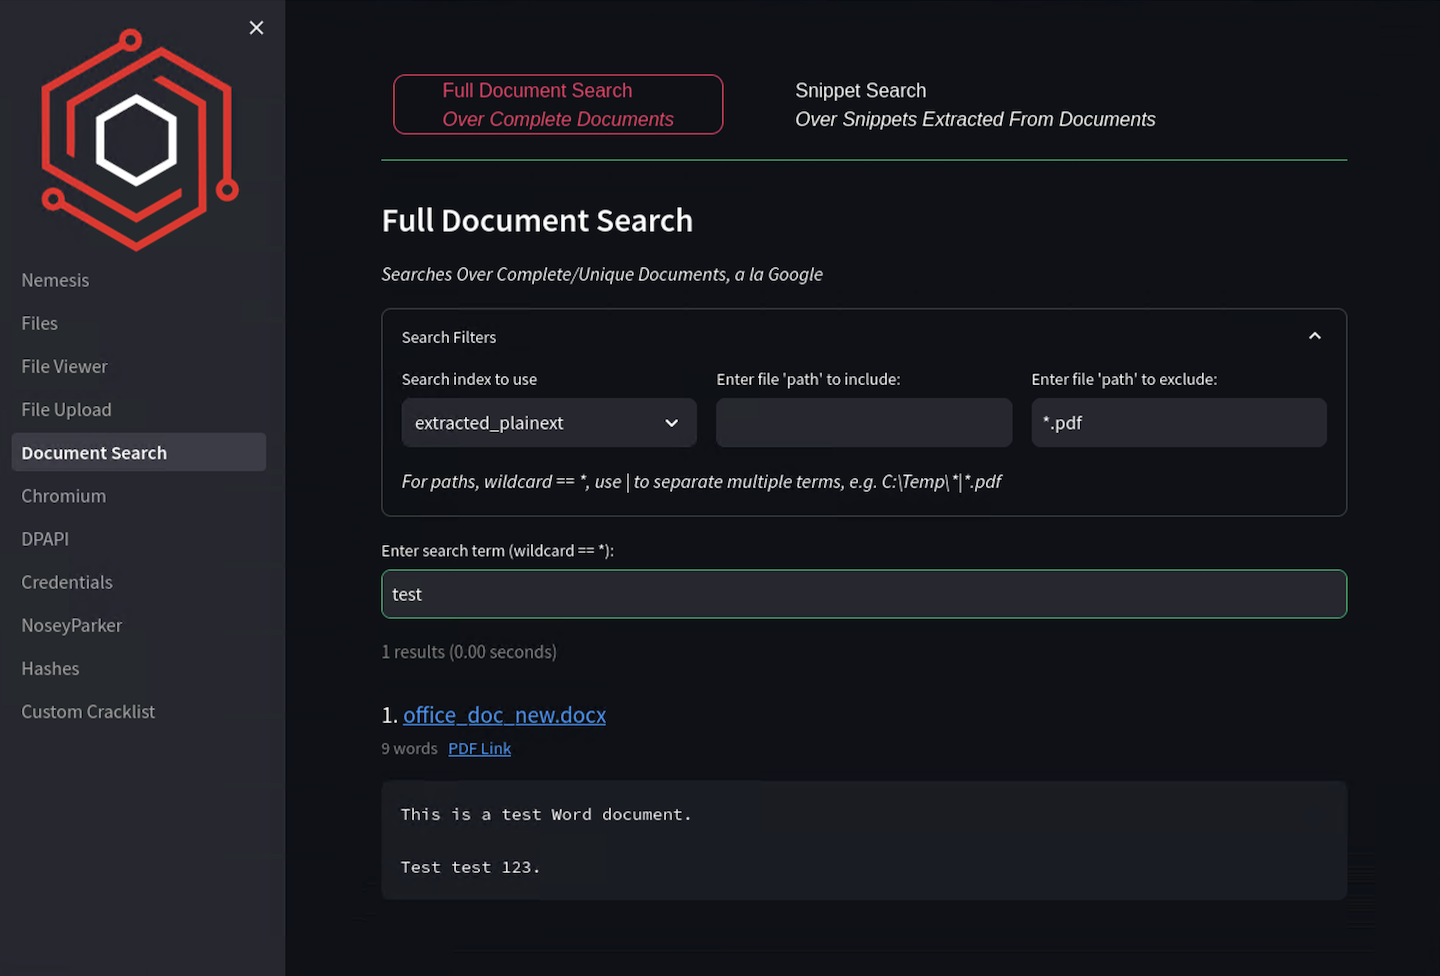 Nemesis
Files
File Viewer
File Upload
Document Search
Chromium
DPAPI
Credentials
NoseyParker
Hashes
Custom Cracklist
Full Document Search
Over Complete Documents
Snippet Search
Over Snippets Extracted From Documents
Full Document Search
Searches Over Complete/Unique Documents, a la Google
Search Filters
Search index to use
extracted_plainext
Enter file 'path' to include:
Enter file 'path' to exclude:
*.pdf
For paths, wildcard == *, use | to separate multiple terms, e.g. C:\Temp\*|*.pdf
Enter search term (wildcard == *):
test
1 results (0.00 seconds)
1. office_doc_new.docx
9 words PDF Link
This is a test Word document.
Test test 123.